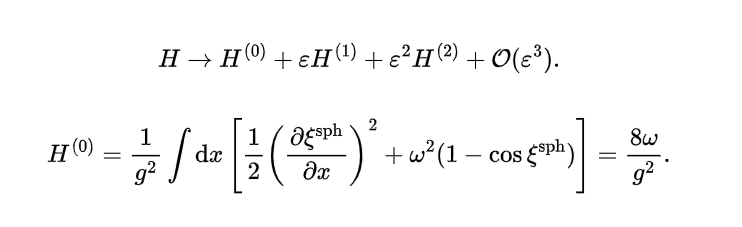 H → H^{(0)} + εH^{(1)} + ε^2 H^{(2)} + 𝒪(ε^3).
H^{(0)} = \frac{1}{g^2} ∫ dx [ \frac{1}{2} ( \frac{∂ξ^{sph}}{∂x} )^2 + ω^2(1 − cos ξ^{sph}) ] = \frac{8ω}{g^2}.